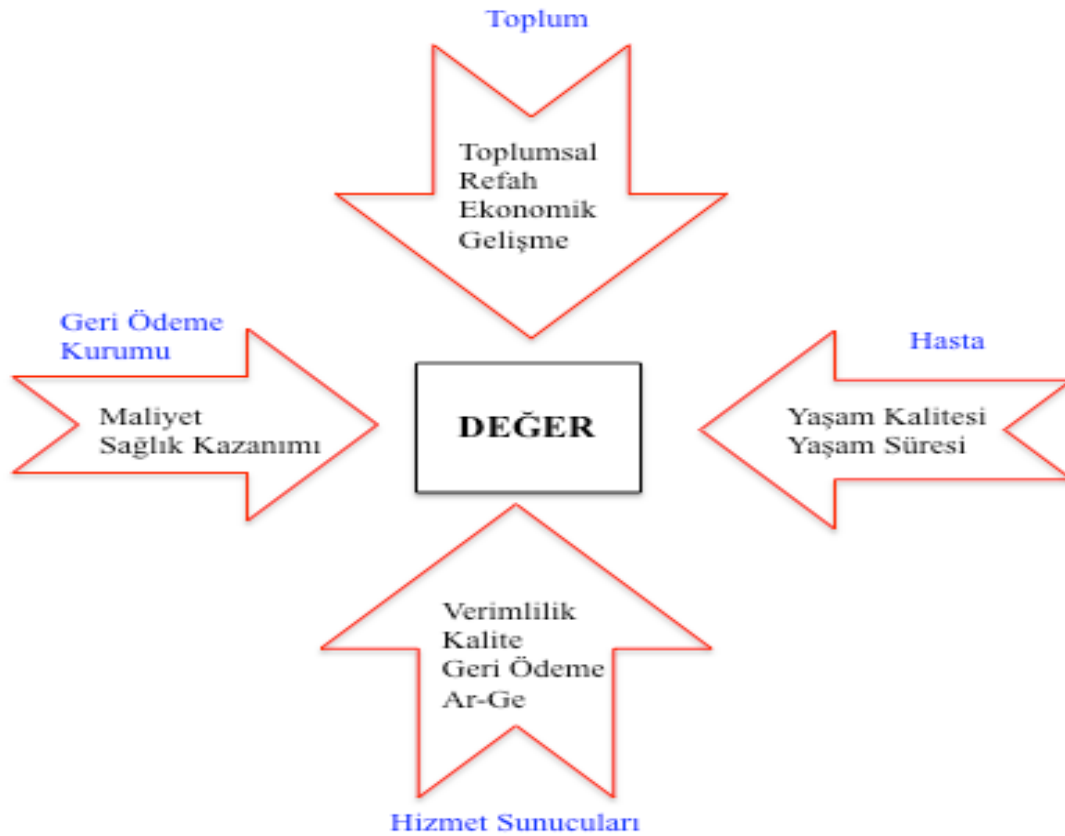 Toplum
Toplumsal
Refah
Ekonomik
Gelişme
Geri Ödeme
Kurumu
Maliyet
Sağlık Kazanımı
DEĞER
Hasta
Yaşam Kalitesi
Yaşam Süresi
Verimlilik
Kalite
Geri Ödeme
Ar-Ge
Hizmet Sunucuları